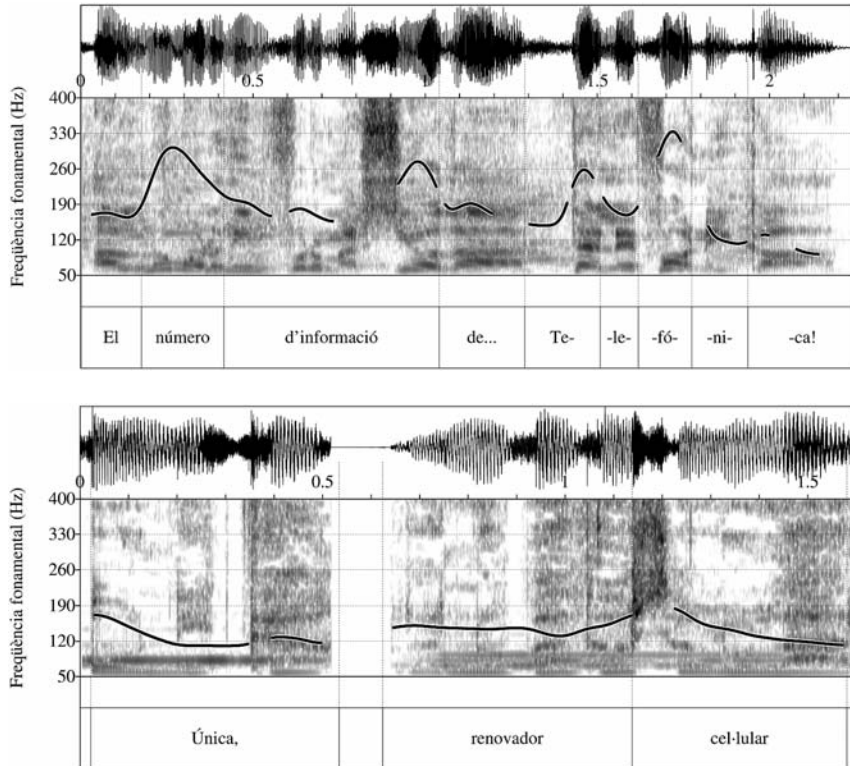 0 0.5 1 1.5 2
Freqüència fonamental (Hz)
400
330
260
190
120
50
El número d'informació de... Te- -le- -fó- -ni- -ca!
0 0.5 1 1.5
Freqüència fonamental (Hz)
400
330
260
190
120
50
Única, renovador cel·lular